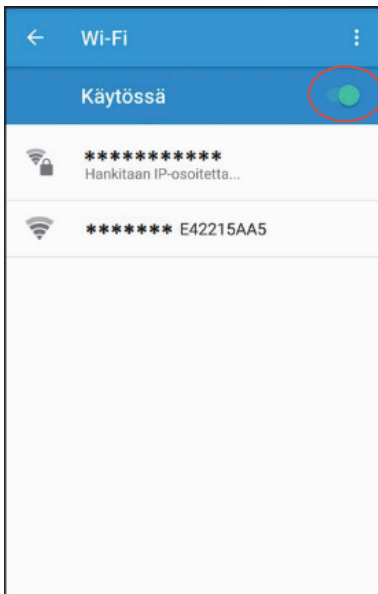 Wi-Fi
Käytössä
***********
Hankitaan IP-osoitetta...
******* E42215AA5